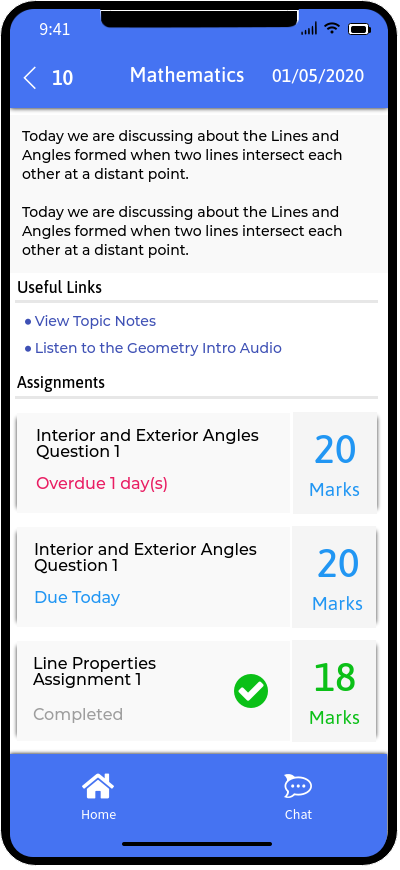 9:41
10 Mathematics 01/05/2020
Today we are discussing about the Lines and
Angles formed when two lines intersect each
other at a distant point.
Today we are discussing about the Lines and
Angles formed when two lines intersect each
other at a distant point.
Useful Links
• View Topic Notes
• Listen to the Geometry Intro Audio
Assignments
Interior and Exterior Angles
Question 1
Overdue 1 day(s)
20
Marks
Interior and Exterior Angles
Question 1
Due Today
20
Marks
Line Properties
Assignment 1
Completed
18
Marks
Home
Chat